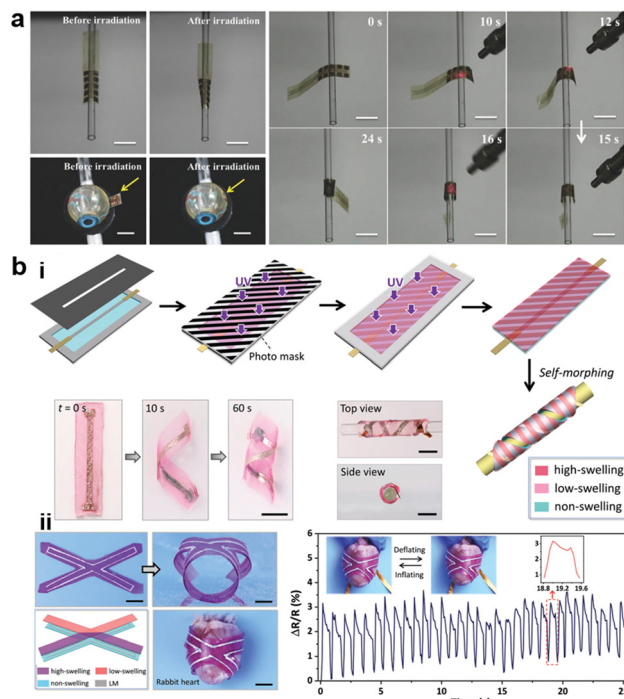 a
Before irradiation
After irradiation
0 s
10 s
12 s
Before irradiation
After irradiation
24 s
16 s
15 s
b
i
UV
UV
Photo mask
Self-morphing
t = 0 s
10 s
60 s
Top view
Side view
high-swelling
low-swelling
non-swelling
ii
high-swelling
low-swelling
non-swelling
LM
Rabbit heart
ΔR/R (%)
6
5
4
3
2
1
0
Deflating
Inflating
3
2
1
18.8 19.2 19.6
0
5
10
15
20
25